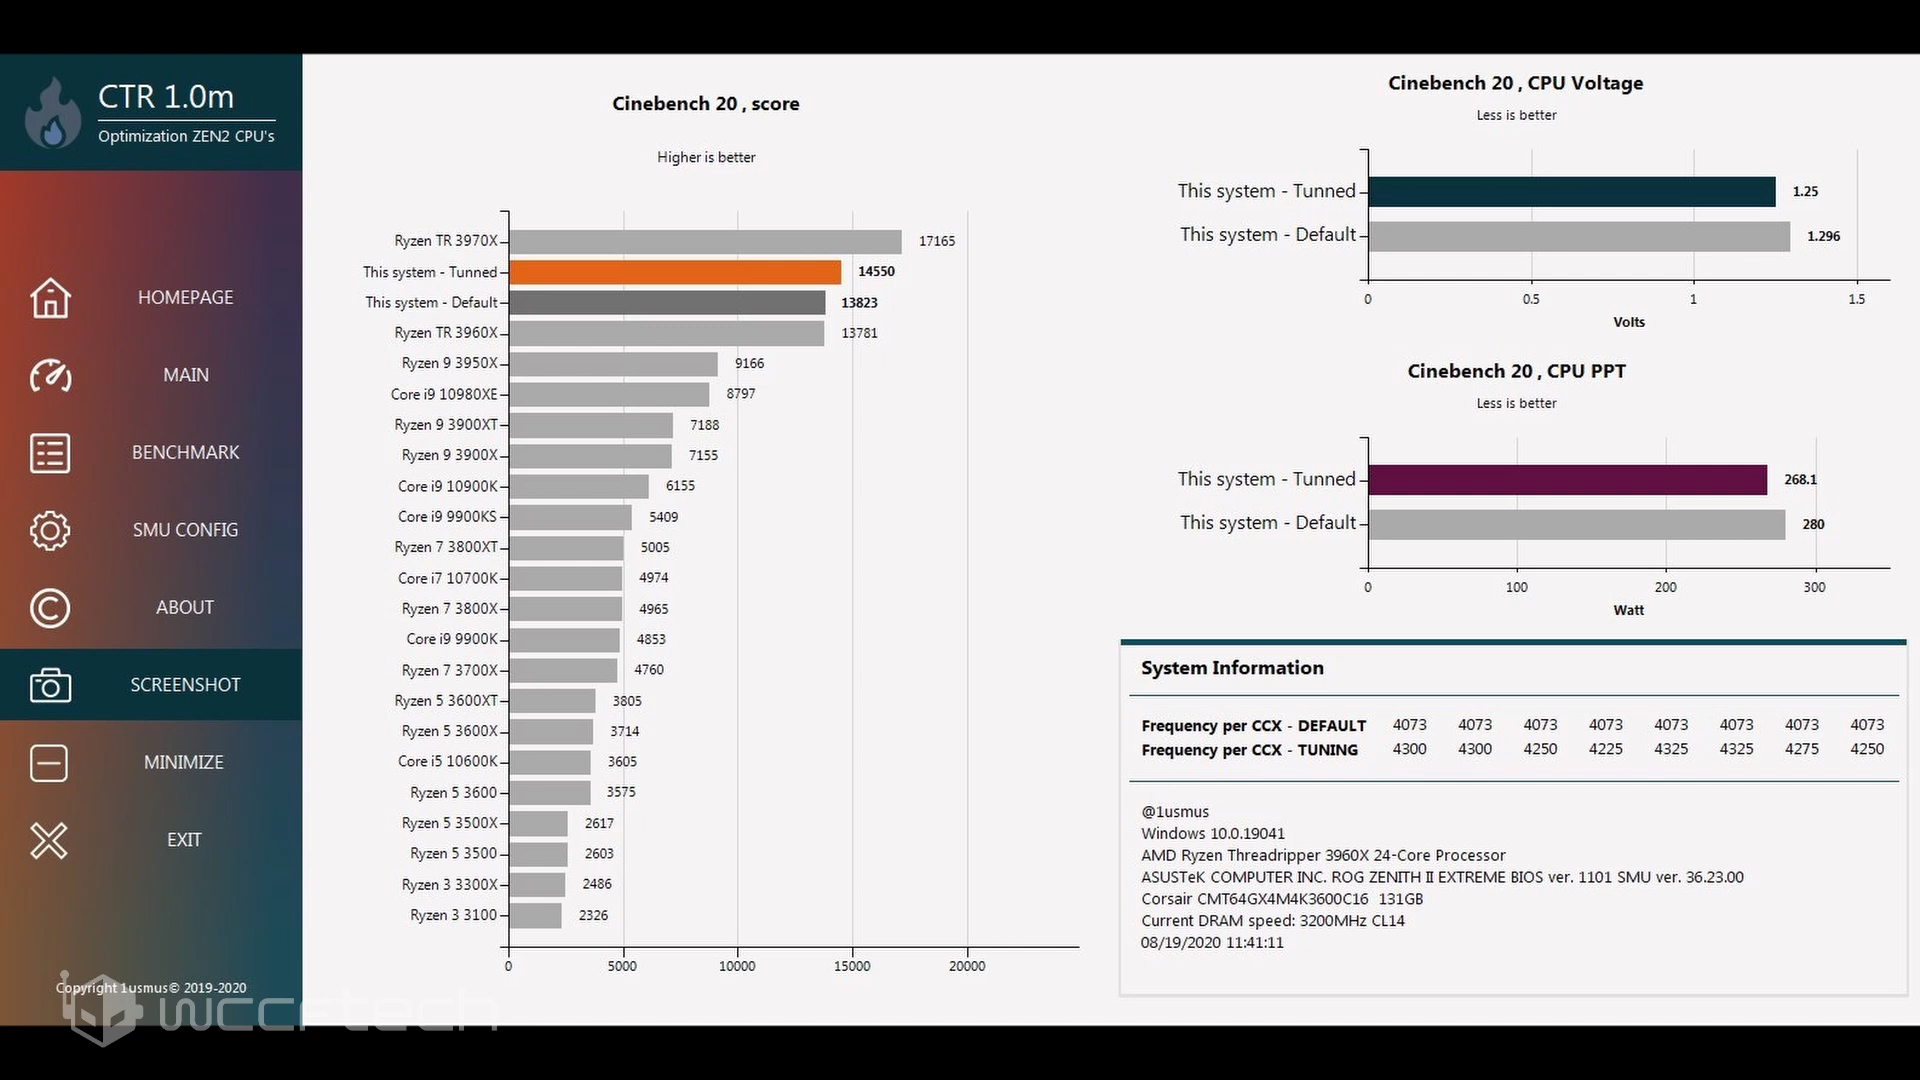 CTR 1.0m
Optimization ZEN2 CPU's
HOMEPAGE
MAIN
BENCHMARK
SMU CONFIG
ABOUT
SCREENSHOT
MINIMIZE
EXIT
Copyright 1usmus© 2019-2020
wccftech
Cinebench 20 , score
Higher is better
Ryzen TR 3970X 17165
This system - Tunned 14550
This system - Default 13823
Ryzen TR 3960X 13781
Ryzen 9 3950X 9166
Core i9 10980XE 8797
Ryzen 9 3900XT 7188
Ryzen 9 3900X 7155
Core i9 10900K 6155
Core i9 9900KS 5409
Ryzen 7 3800XT 5005
Core i7 10700K 4974
Ryzen 7 3800X 4965
Core i9 9900K 4853
Ryzen 7 3700X 4760
Ryzen 5 3600XT 3805
Ryzen 5 3600X 3714
Core i5 10600K 3605
Ryzen 5 3600 3575
Ryzen 5 3500X 2617
Ryzen 5 3500 2603
Ryzen 3 3300X 2486
Ryzen 3 3100 2326
0 5000 10000 15000 20000
Cinebench 20 , CPU Voltage
Less is better
This system - Tunned 1.25
This system - Default 1.296
0 0.5 1 1.5
Volts
Cinebench 20 , CPU PPT
Less is better
This system - Tunned 268.1
This system - Default 280
0 100 200 300
Watt
System Information
Frequency per CCX - DEFAULT 4073 4073 4073 4073 4073 4073 4073 4073
Frequency per CCX - TUNING 4300 4300 4250 4225 4325 4325 4275 4250
@1usmus
Windows 10.0.19041
AMD Ryzen Threadripper 3960X 24-Core Processor
ASUSTeK COMPUTER INC. ROG ZENITH II EXTREME BIOS ver. 1101 SMU ver. 36.23.00
Corsair CMT64GX4M4K3600C16 131GB
Current DRAM speed: 3200MHz CL14
08/19/2020 11:41:11